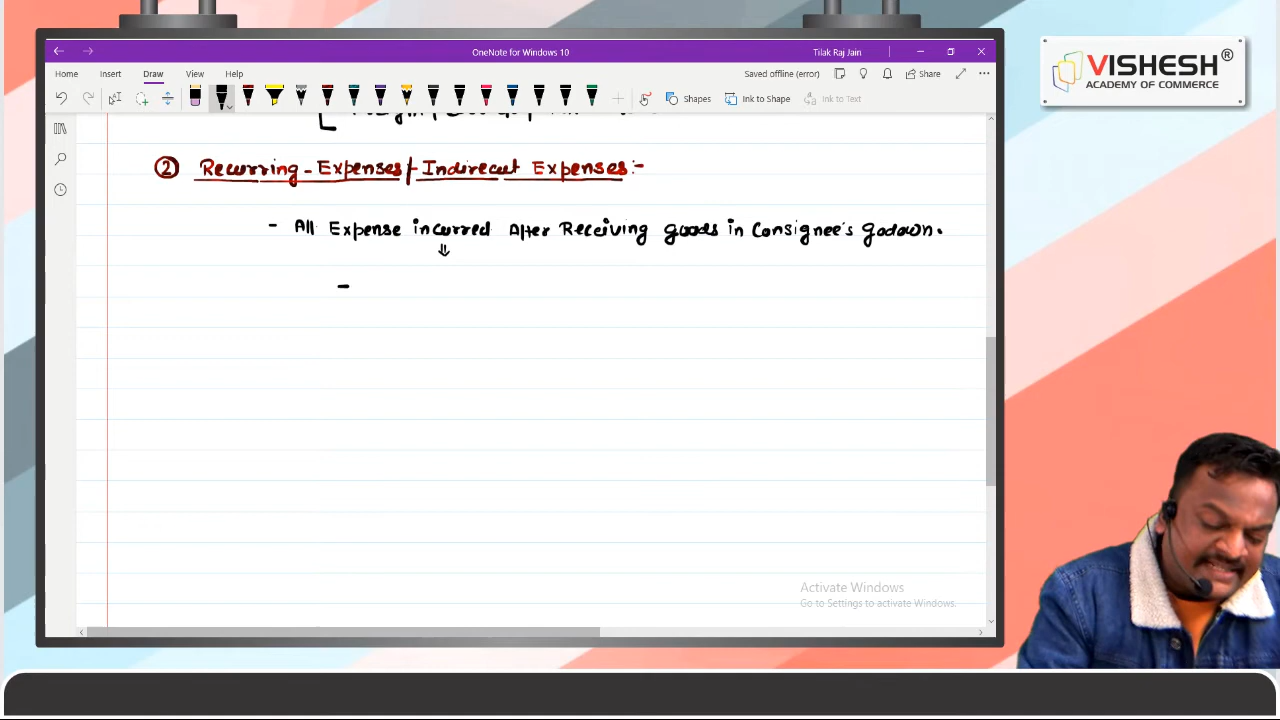 OneNote for Windows 10
Tilak Raj Jain
Home Insert Draw View Help
Saved offline (error)
Share
Shapes
Ink to Shape
Ink to Text
VISHESH®
ACADEMY OF COMMERCE
② Recurring - Expenses / Indirecut Expenses :-
- All Expense incurred After Receiving goods in Consignee's godown.
⇓
-
Activate Windows
Go to Settings to activate Windows.